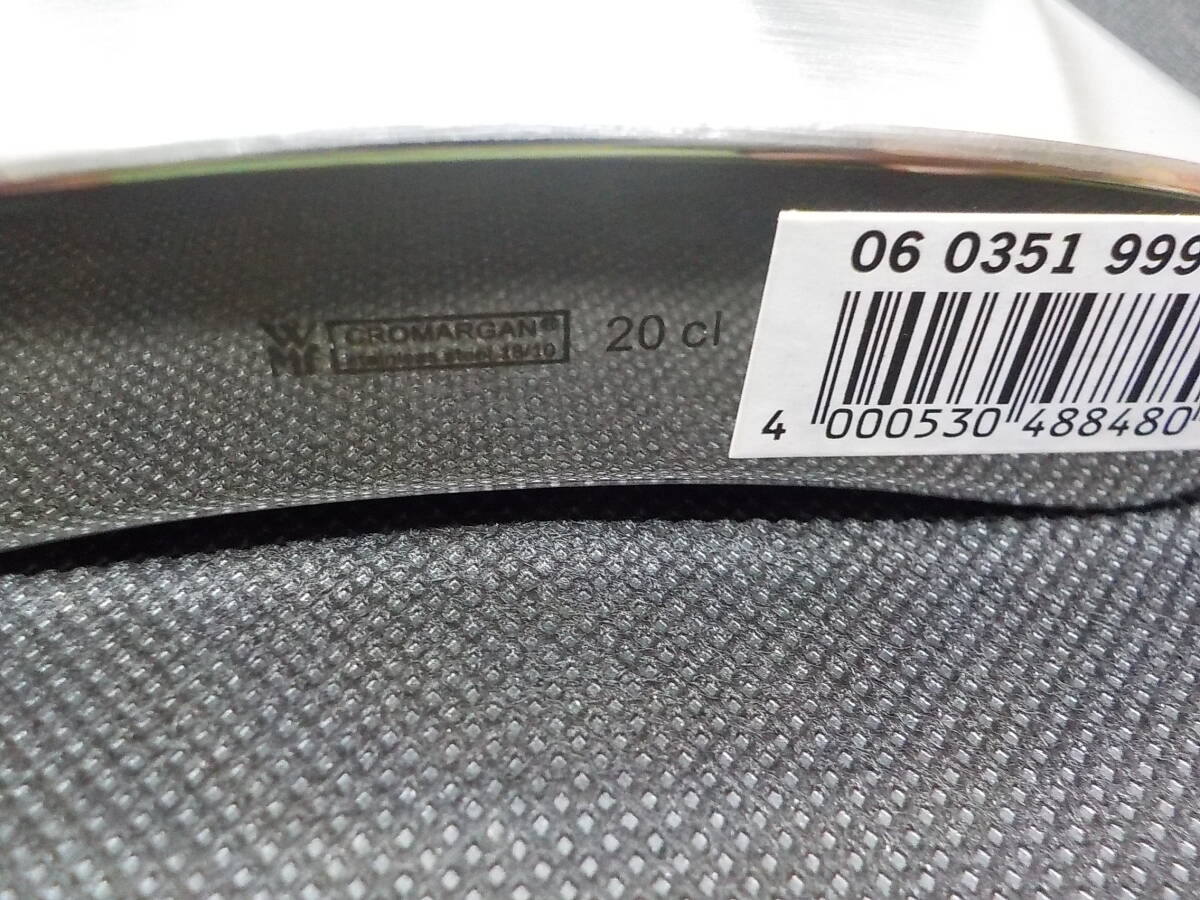 WMF
CROMARGAN®
stainless steel 18/10
20 cl
06 0351 999
4 000530 488480